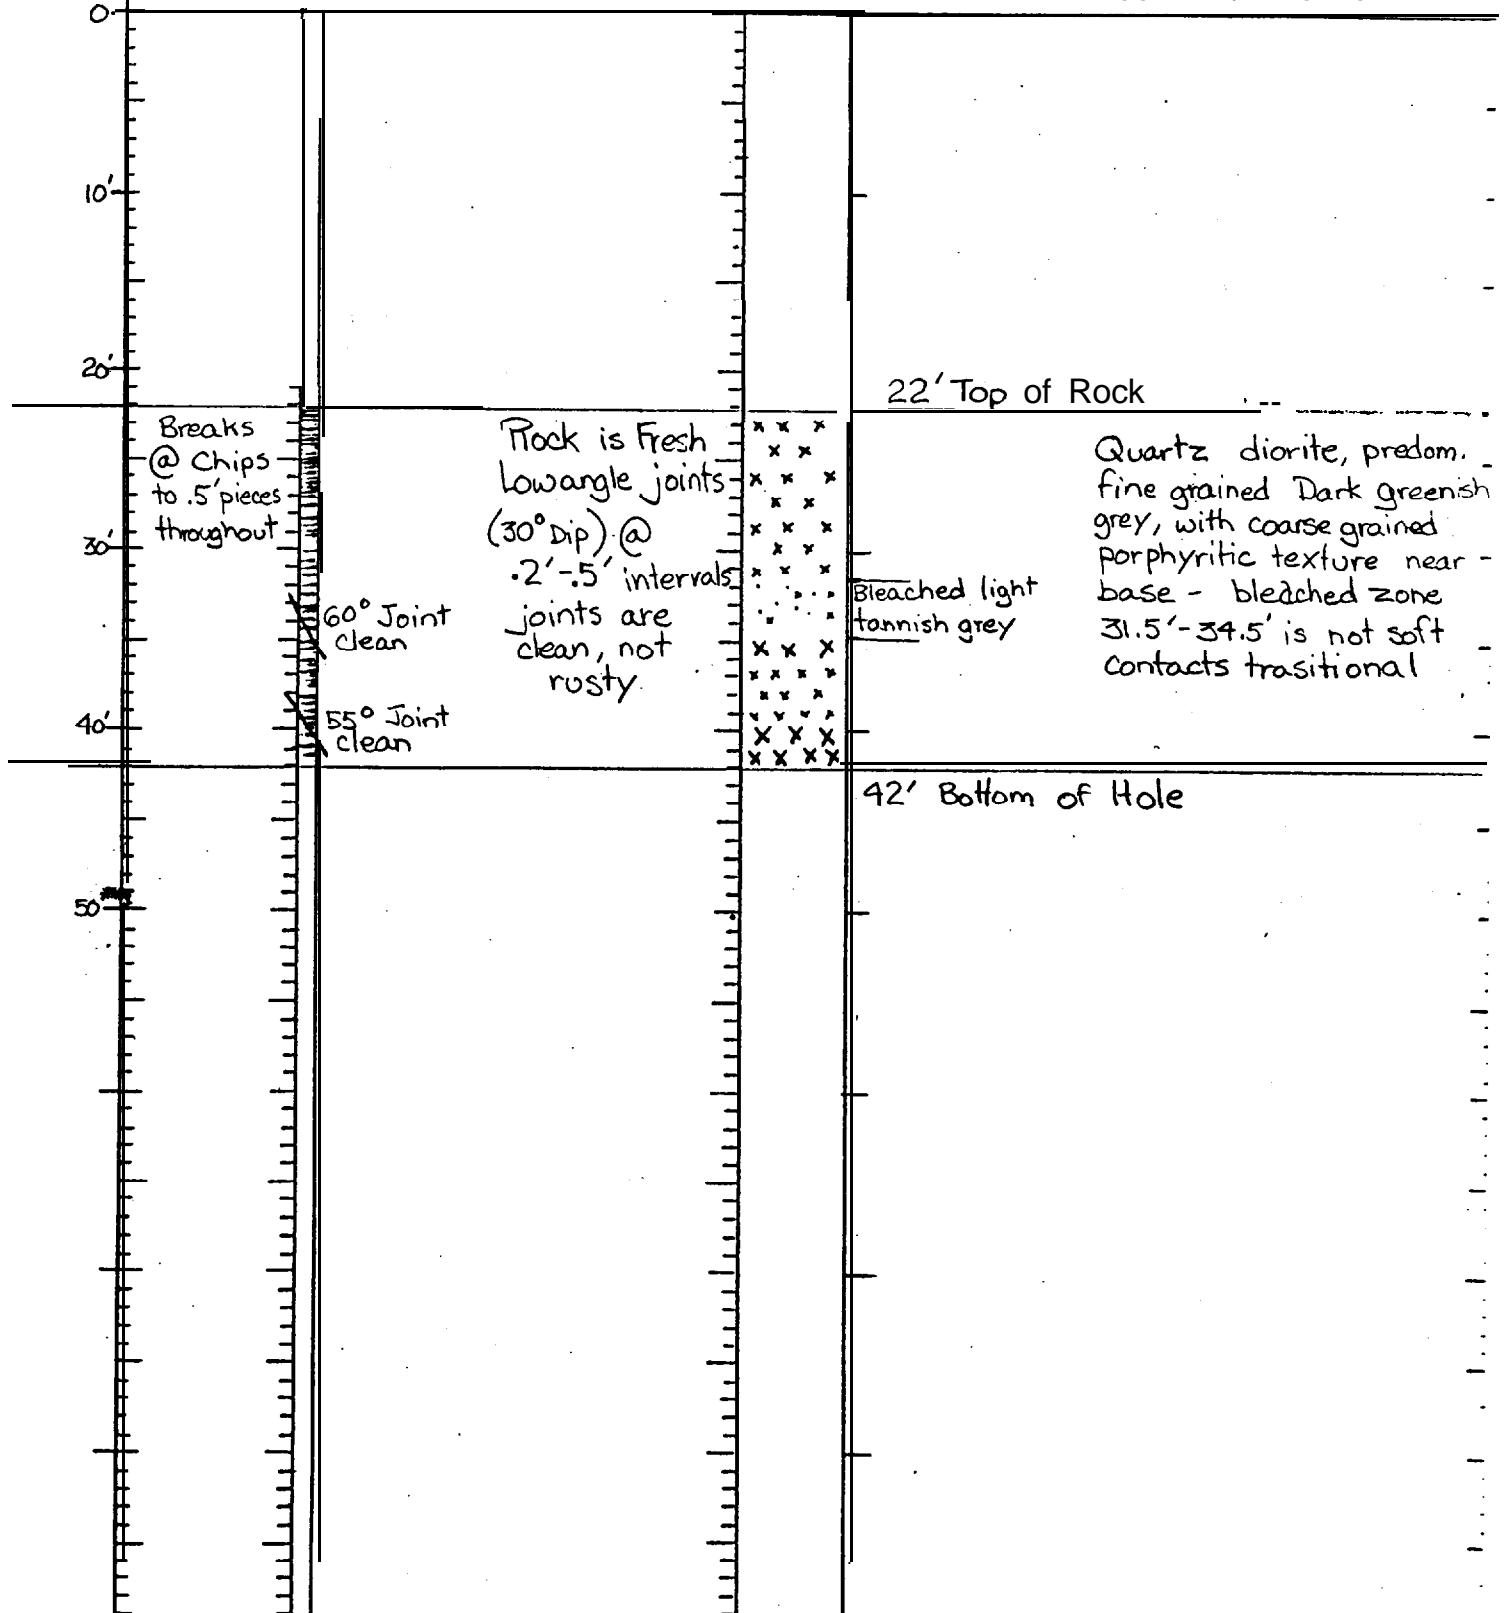 0
10'
20'
30'
40'
50
Breaks
@ Chips
to .5' pieces
throughout
60° Joint
clean
55° Joint
clean
Rock is Fresh
Low angle joints
(30° Dip) @
.2'-.5' intervals
joints are
clean, not
rusty.
22' Top of Rock
Bleached light
tannish grey
Quartz diorite, predom.
fine grained Dark greenish
grey, with coarse grained
porphyritic texture near
base - bleached zone
31.5'-34.5' is not soft
contacts trasitional
42' Bottom of Hole